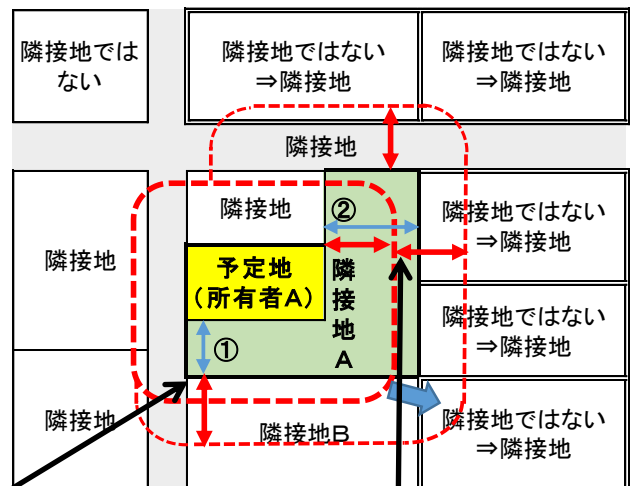 隣接地では
ない
隣接地ではない
⇒隣接地
隣接地ではない
⇒隣接地
隣接地
隣接地
隣接地
②
隣接地ではない
⇒隣接地
予定地
（所有者Ａ）
隣
接
地
Ａ
①
隣接地ではない
⇒隣接地
隣接地
隣接地Ｂ
隣接地ではない
⇒隣接地